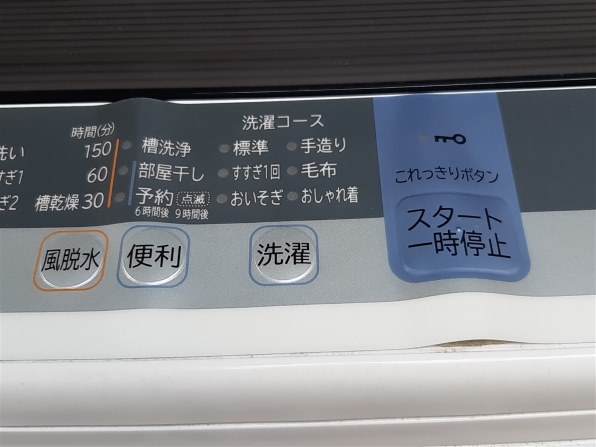 時間(分)
洗い 150
すぎ1 60
ぎ2 槽乾燥 30
槽洗浄
部屋干し
予約 点滅
6時間後 9時間後
洗濯コース
標準 手造り
すすぎ1回 毛布
おいそぎ おしゃれ着
これっきりボタン
スタート
一時停止
風脱水
便利
洗濯